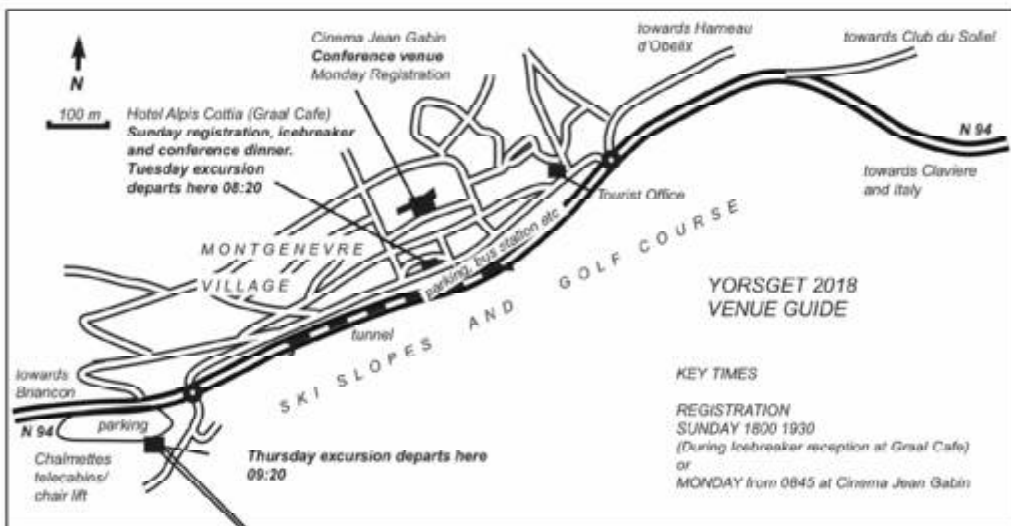 N
100 m
Cinema Jean Gabin
Conference venue
Monday Registration
Hotel Alpis Cottia (Graal Cafe)
Sunday registration, icebreaker
and conference dinner.
Tuesday excursion
departs here 08:20
towards Hameau
d'Obelix
towards Club du Soliel
N 94
towards Claviere
and Italy
Tourist Office
parking, bus station etc
MONTGENEVRE
VILLAGE
SKI SLOPES AND GOLF COURSE
tunnel
YORSGET 2018
VENUE GUIDE
towards
Briancon
N 94
parking
Chalmettes
telecabins/
chair lift
Thursday excursion departs here
09:20
KEY TIMES
REGISTRATION
SUNDAY 1800 1930
(During Icebreaker reception at Graal Cafe)
or
MONDAY from 0845 at Cinema Jean Gabin